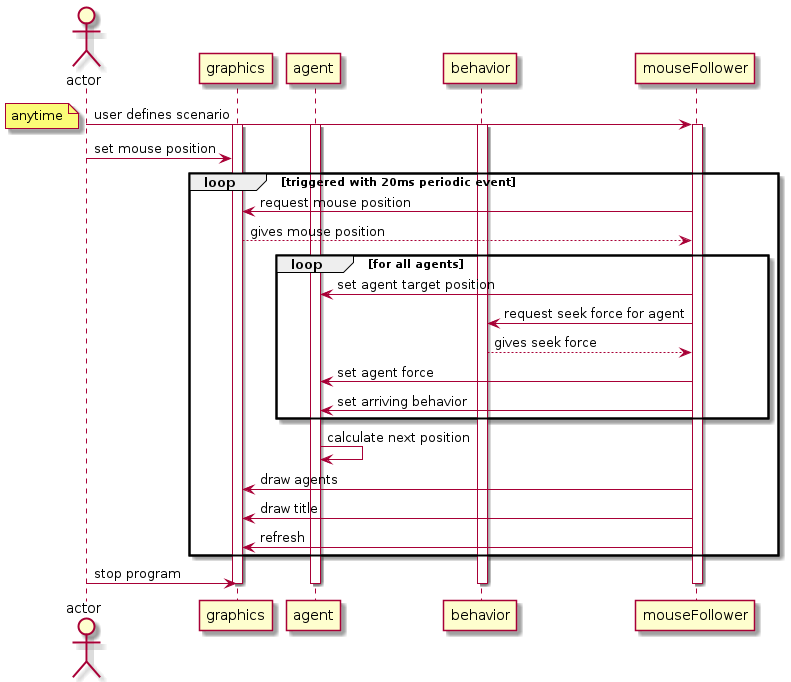 actor
graphics
agent
behavior
mouseFollower
anytime
user defines scenario
set mouse position
loop [triggered with 20ms periodic event]
request mouse position
gives mouse position
loop [for all agents]
set agent target position
request seek force for agent
gives seek force
set agent force
set arriving behavior
calculate next position
draw agents
draw title
refresh
stop program
actor
graphics
agent
behavior
mouseFollower